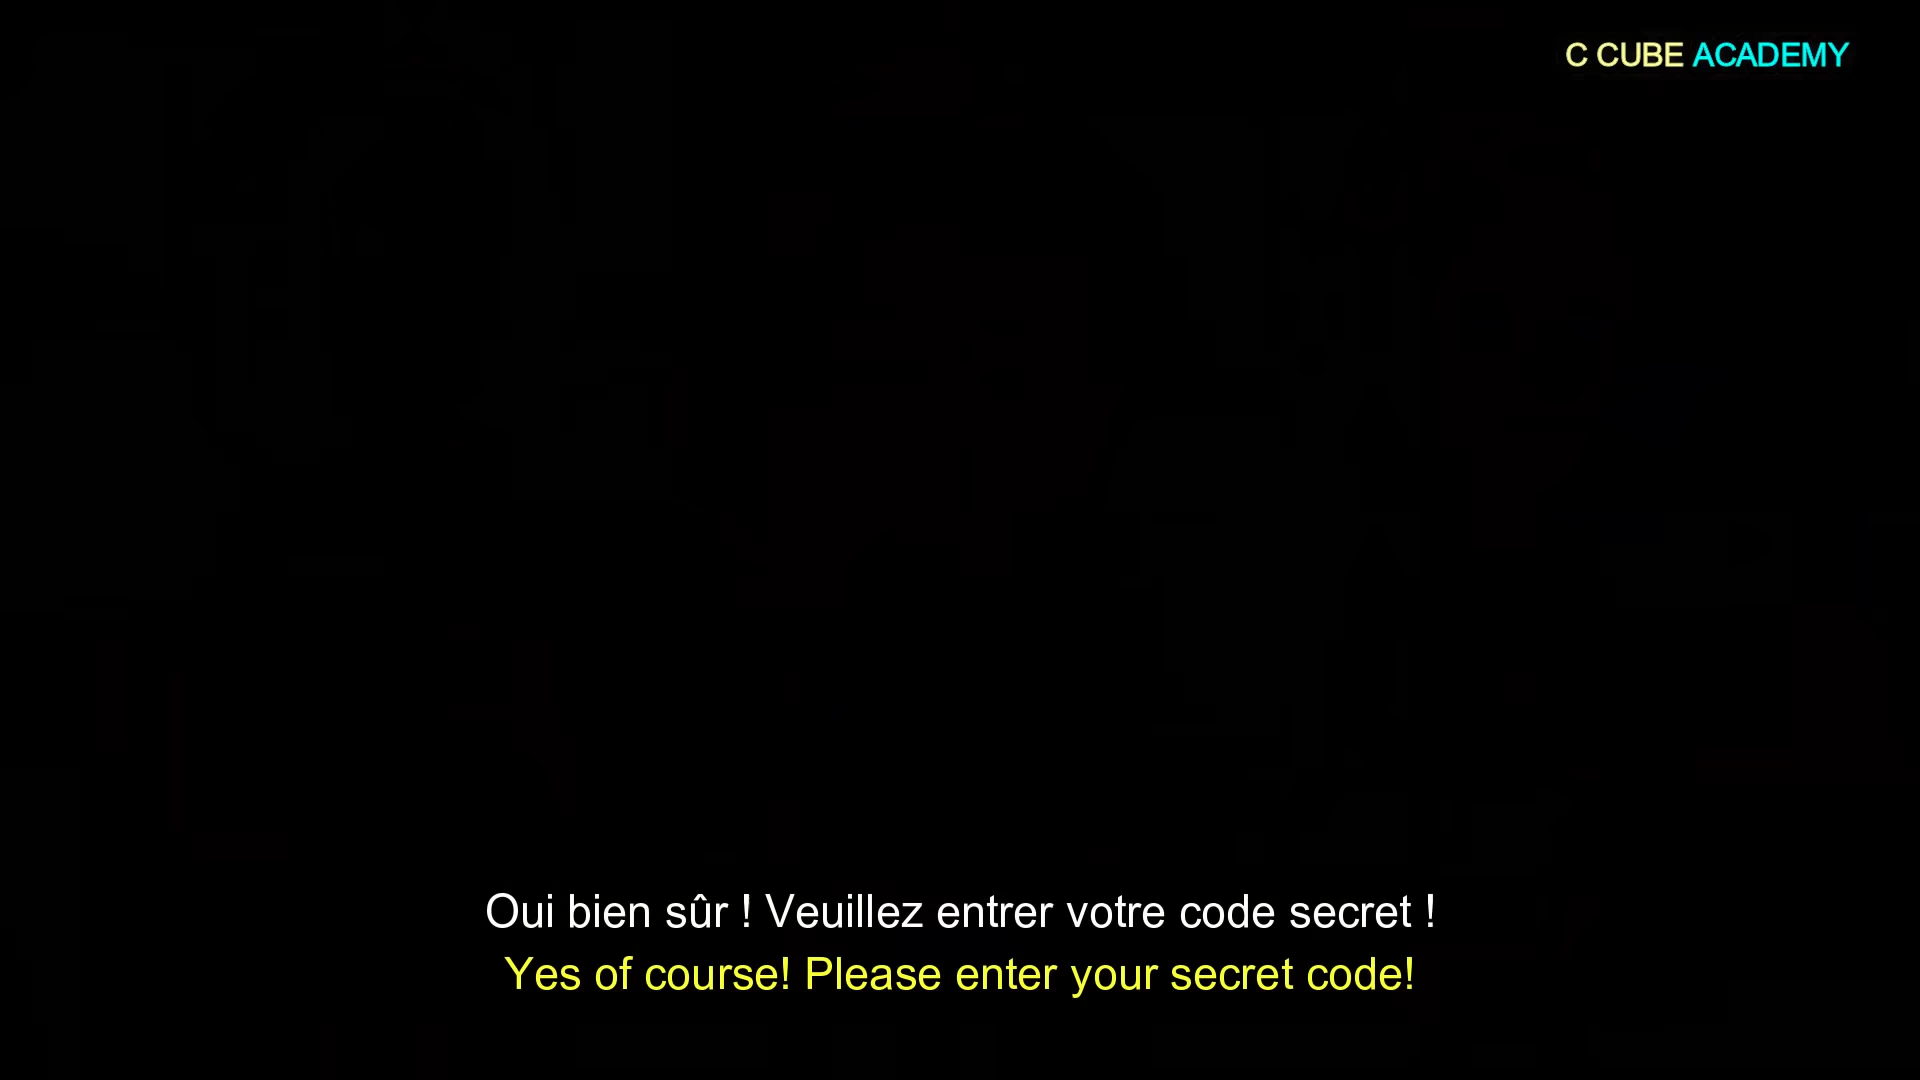 C CUBE ACADEMY
Oui bien sûr ! Veuillez entrer votre code secret !
Yes of course! Please enter your secret code!